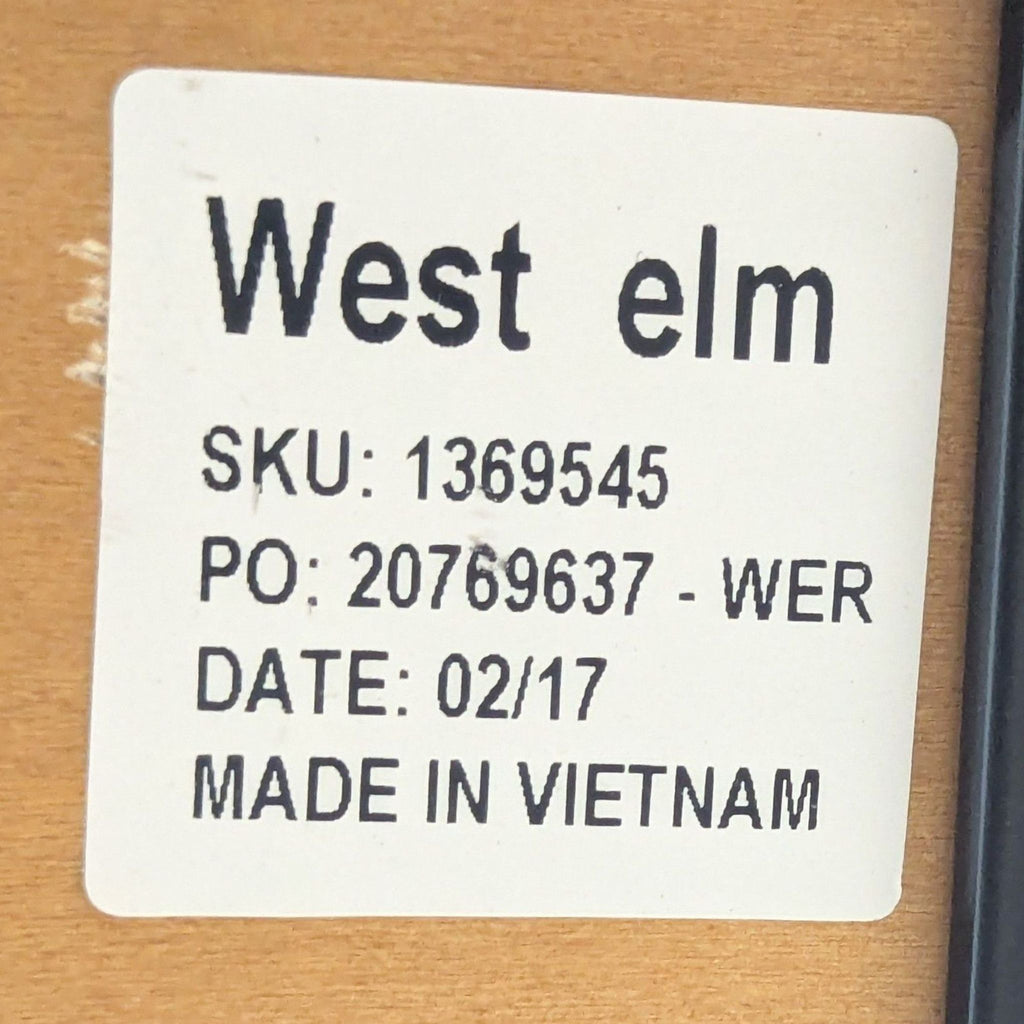 West elm
SKU: 1369545
PO: 20769637 - WER
DATE: 02/17
MADE IN VIETNAM